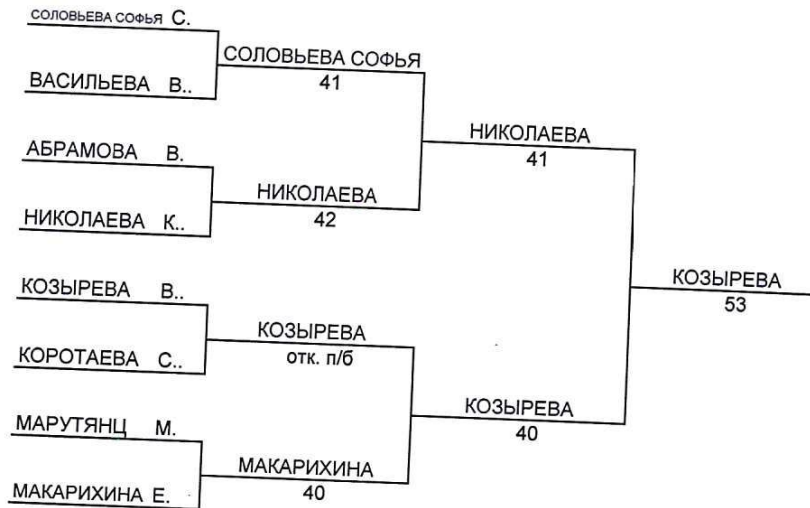 СОЛОВЬЕВА СОФЬЯ С.
СОЛОВЬЕВА СОФЬЯ
41
ВАСИЛЬЕВА В..
НИКОЛАЕВА
41
АБРАМОВА В.
НИКОЛАЕВА
42
НИКОЛАЕВА К..
КОЗЫРЕВА
53
КОЗЫРЕВА В..
КОЗЫРЕВА
отк. п/б
КОРОТАЕВА С..
КОЗЫРЕВА
40
МАРУТЯНЦ М.
МАКАРИХИНА
40
МАКАРИХИНА Е.